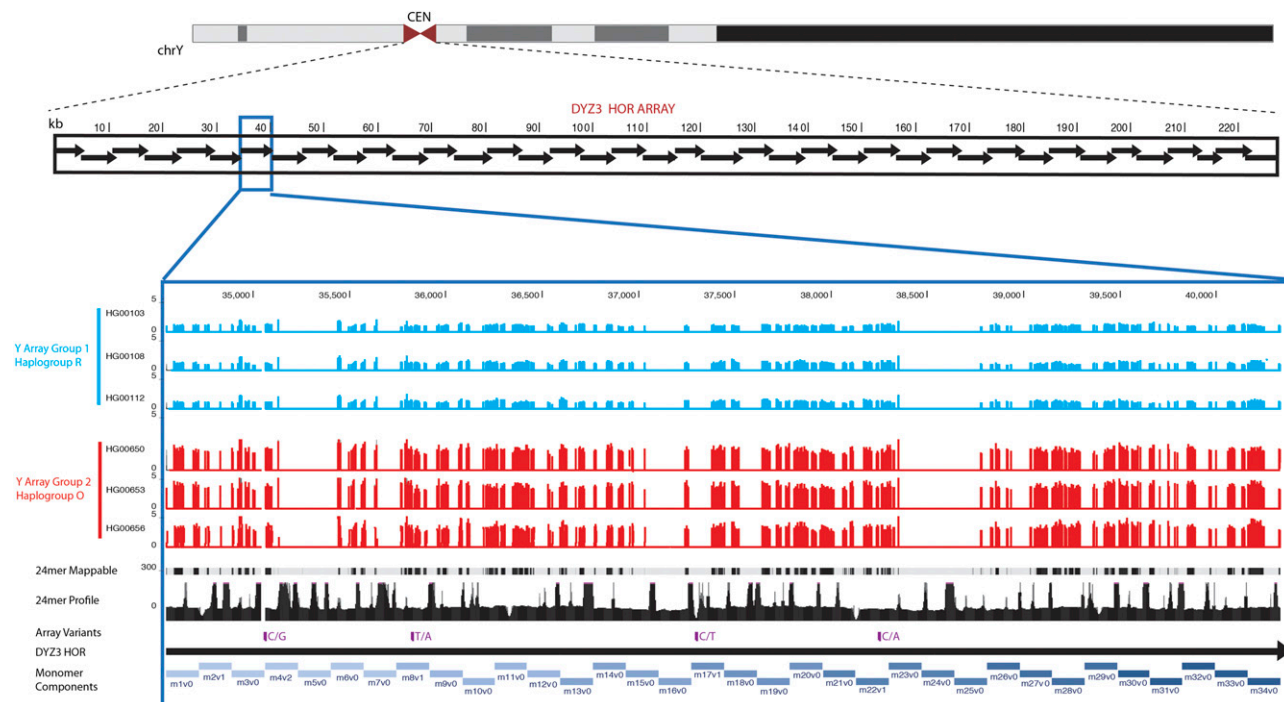 CEN
chrY
DYZ3 HOR ARRAY
kb 10 20 30 40 50 60 70 80 90 100 110 120 130 140 150 160 170 180 190 200 210 220
35,000 35,500 36,000 36,500 37,000 37,500 38,000 38,500 39,000 39,500 40,000
5
HG00103
0
5
Y Array Group 1
Haplogroup R
HG00108
0
5
HG00112
0
5
HG00650
0
5
Y Array Group 2
Haplogroup O
HG00653
0
5
HG00656
0
24mer Mappable
300
24mer Profile
0
Array Variants C/G T/A C/T C/A
DYZ3 HOR
Monomer
Components
m1v0 m2v1 m3v0 m4v2 m5v0 m6v0 m7v0 m8v1 m9v0 m10v0 m11v0 m12v0 m13v0 m14v0 m15v0 m16v0 m17v1 m18v0 m19v0 m20v0 m21v0 m22v1 m23v0 m24v0 m25v0 m26v0 m27v0 m28v0 m29v0 m30v0 m31v0 m32v0 m33v0 m34v0